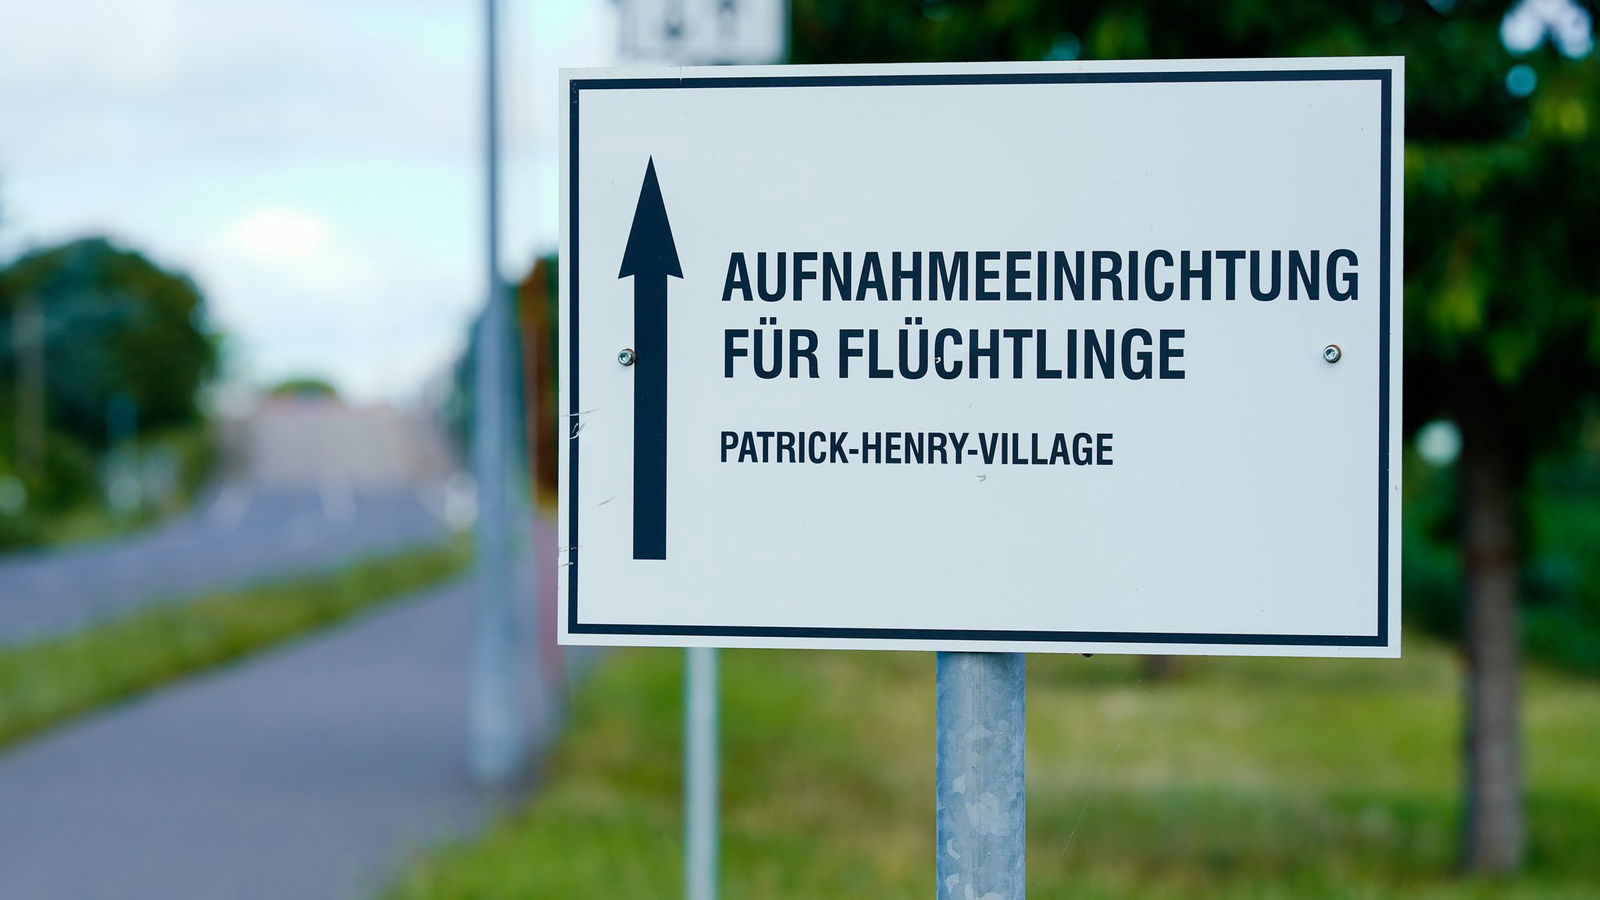 AUFNAHMEEINRICHTUNG
FÜR FLÜCHTLINGE
PATRICK-HENRY-VILLAGE